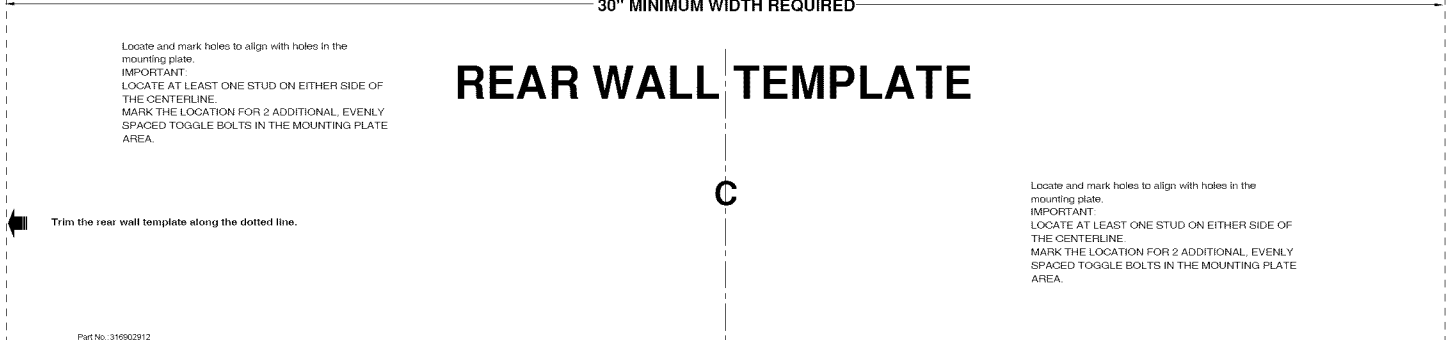 30" MINIMUM WIDTH REQUIRED
Locate and mark holes to align with holes in the
mounting plate.
IMPORTANT:
LOCATE AT LEAST ONE STUD ON EITHER SIDE OF
THE CENTERLINE.
MARK THE LOCATION FOR 2 ADDITIONAL, EVENLY
SPACED TOGGLE BOLTS IN THE MOUNTING PLATE
AREA.
REAR WALL TEMPLATE
C
Trim the rear wall template along the dotted line.
Locate and mark holes to align with holes in the
mounting plate.
IMPORTANT:
LOCATE AT LEAST ONE STUD ON EITHER SIDE OF
THE CENTERLINE.
MARK THE LOCATION FOR 2 ADDITIONAL, EVENLY
SPACED TOGGLE BOLTS IN THE MOUNTING PLATE
AREA.
Part No.:316902912